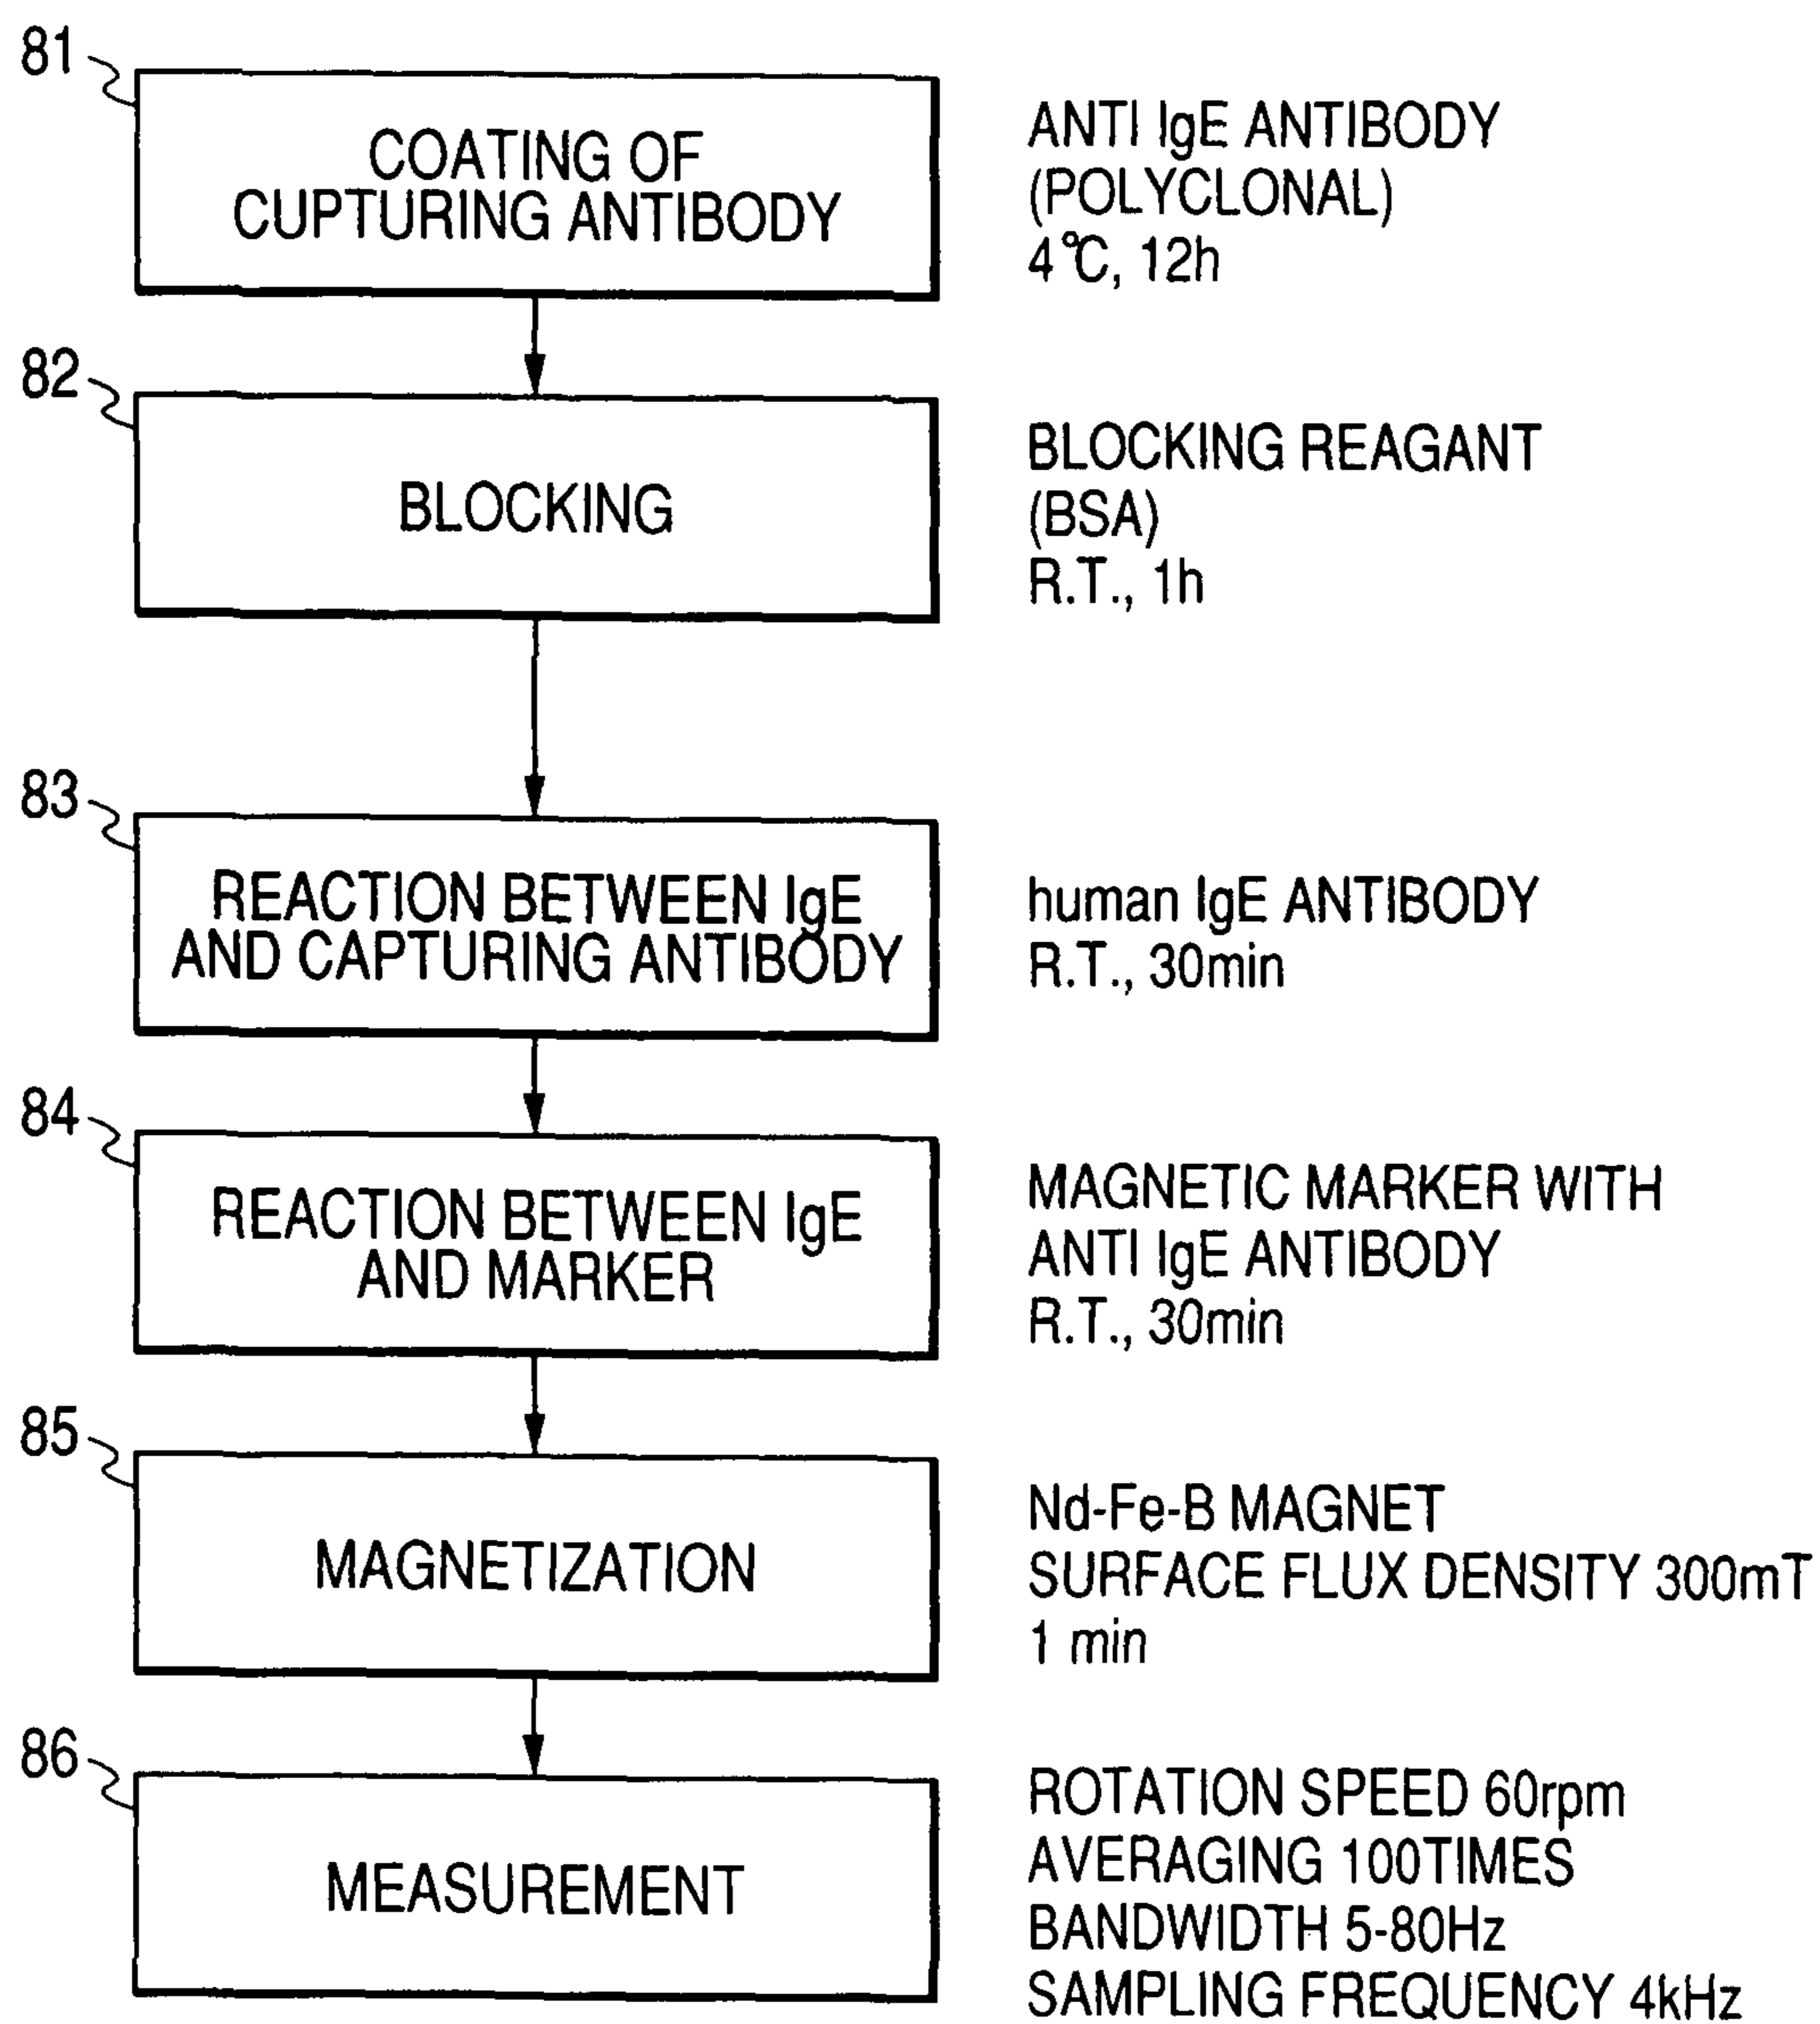 81
COATING OF
CUPTURING ANTIBODY
ANTI IgE ANTIBODY
(POLYCLONAL)
4°C, 12h
82
BLOCKING
BLOCKING REAGANT
(BSA)
R.T., 1h
83
REACTION BETWEEN IgE
AND CAPTURING ANTIBODY
human IgE ANTIBODY
R.T., 30min
84
REACTION BETWEEN IgE
AND MARKER
MAGNETIC MARKER WITH
ANTI IgE ANTIBODY
R.T., 30min
85
MAGNETIZATION
Nd-Fe-B MAGNET
SURFACE FLUX DENSITY 300mT
1 min
86
MEASUREMENT
ROTATION SPEED 60rpm
AVERAGING 100TIMES
BANDWIDTH 5-80Hz
SAMPLING FREQUENCY 4kHz